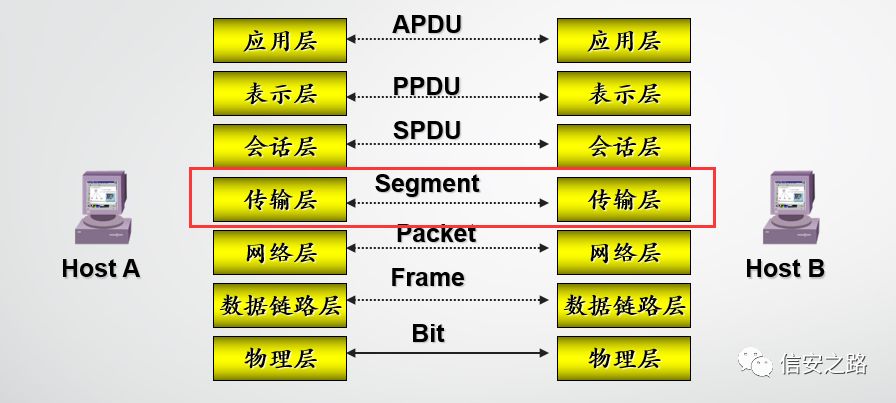 APDU
应用层 应用层
PPDU
表示层 表示层
SPDU
会话层 会话层
Segment
传输层 传输层
Packet
网络层 网络层
Host A Host B
Frame
数据链路层 数据链路层
Bit
物理层 物理层
信安之路